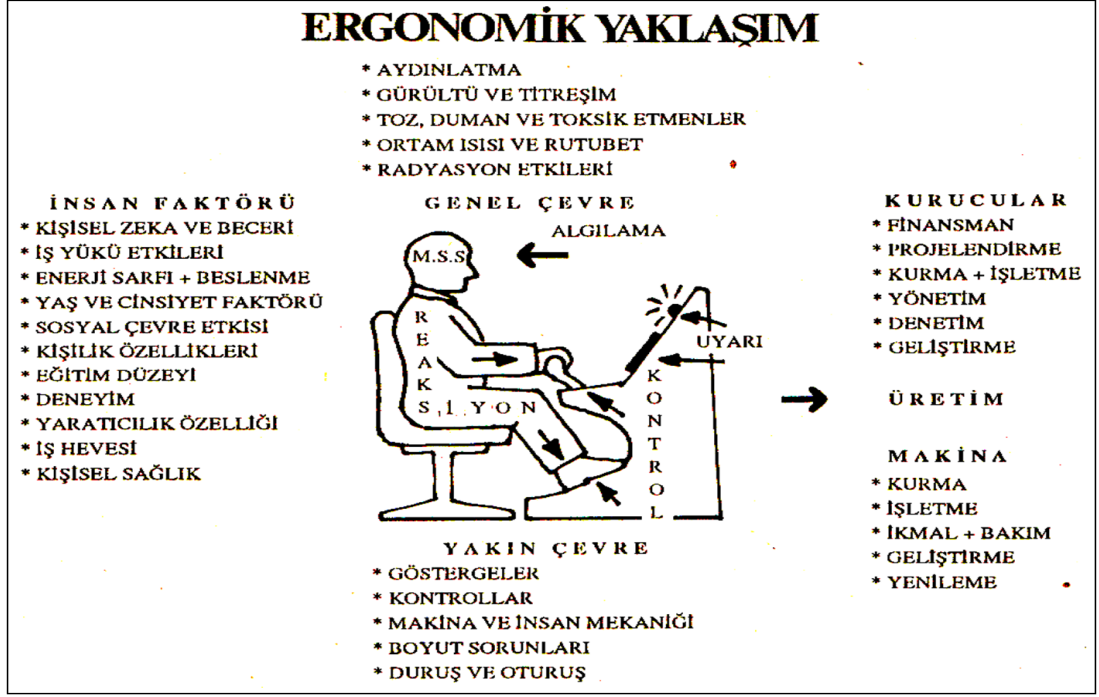 ERGONOMİK YAKLAŞIM
* AYDINLATMA
* GÜRÜLTÜ VE TİTREŞİM
* TOZ, DUMAN VE TOKSİK ETMENLER
* ORTAM ISISI VE RUTUBET
* RADYASYON ETKİLERİ
GENEL ÇEVRE
İNSAN FAKTÖRÜ
* KİŞİSEL ZEKA VE BECERİ
* İŞ YÜKÜ ETKİLERİ
* ENERJİ SARFI + BESLENME
* YAŞ VE CİNSİYET FAKTÖRÜ
* SOSYAL ÇEVRE ETKİSİ
* KİŞİLİK ÖZELLİKLERİ
* EĞİTİM DÜZEYİ
* DENEYİM
* YARATICILIK ÖZELLİĞİ
* İŞ HEVESİ
* KİŞİSEL SAĞLIK
ALGILAMA
M.S.S
REAKSİYON
UYARI
KONTROL
KURUCULAR
* FİNANSMAN
* PROJELENDİRME
* KURMA + İŞLETME
* YÖNETİM
* DENETİM
* GELİŞTİRME
ÜRETİM
MAKİNA
* KURMA
* İŞLETME
* İKMAL + BAKIM
* GELİŞTİRME
* YENİLEME
YAKIN ÇEVRE
* GÖSTERGELER
* KONTROLLAR
* MAKİNA VE İNSAN MEKANİĞİ
* BOYUT SORUNLARI
* DURUŞ VE OTURUŞ